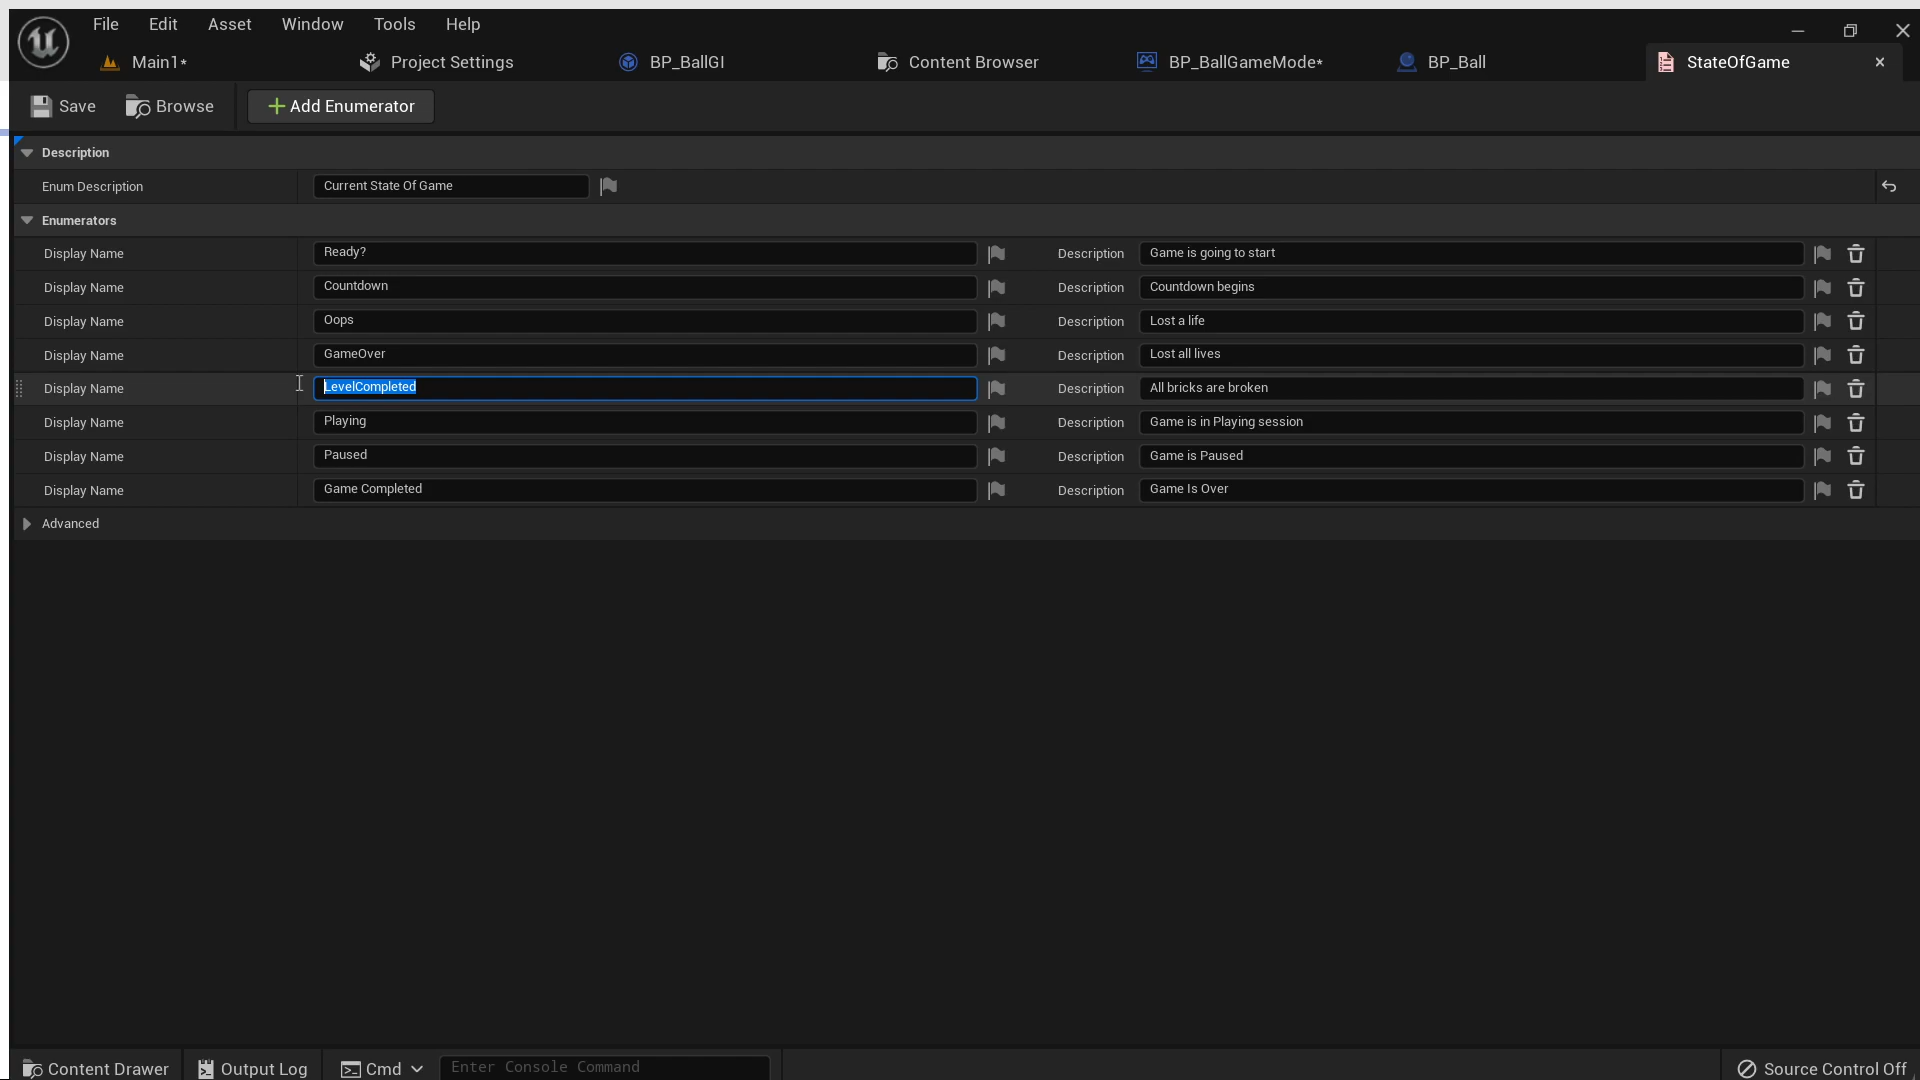 File Edit Asset Window Tools Help
Main1* Project Settings BP_BallGI Content Browser BP_BallGameMode* BP_Ball StateOfGame
Save Browse Add Enumerator
Description
Enum Description Current State Of Game
Enumerators
Display Name Ready? Description Game is going to start
Display Name Countdown Description Countdown begins
Display Name Oops Description Lost a life
Display Name GameOver Description Lost all lives
Display Name LevelCompleted Description All bricks are broken
Display Name Playing Description Game is in Playing session
Display Name Paused Description Game is Paused
Display Name Game Completed Description Game Is Over
Advanced
Content Drawer Output Log Cmd Enter Console Command Source Control Off